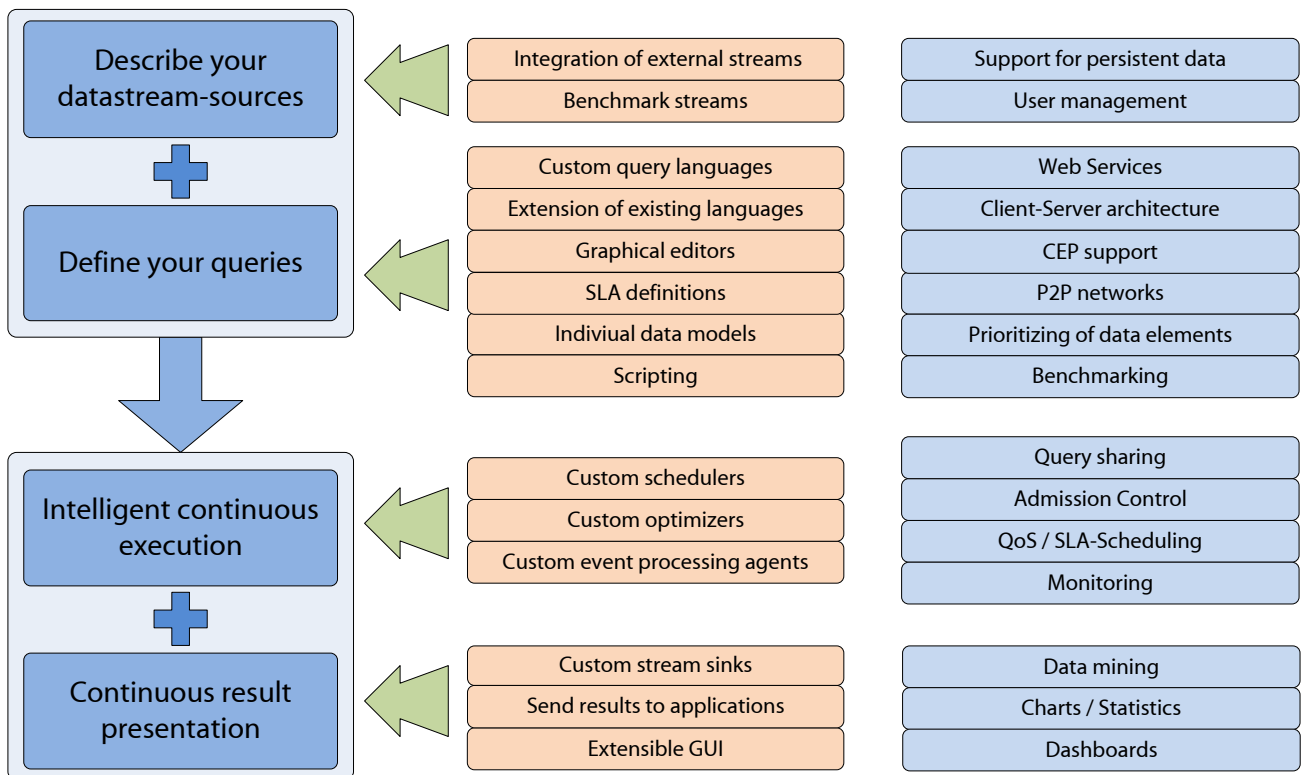 Describe your
datastream-sources
Define your queries
Intelligent continuous
execution
Continuous result
presentation
Integration of external streams
Benchmark streams
Custom query languages
Extension of existing languages
Graphical editors
SLA definitions
Indiviual data models
Scripting
Custom schedulers
Custom optimizers
Custom event processing agents
Custom stream sinks
Send results to applications
Extensible GUI
Support for persistent data
User management
Web Services
Client-Server architecture
CEP support
P2P networks
Prioritizing of data elements
Benchmarking
Query sharing
Admission Control
QoS / SLA-Scheduling
Monitoring
Data mining
Charts / Statistics
Dashboards